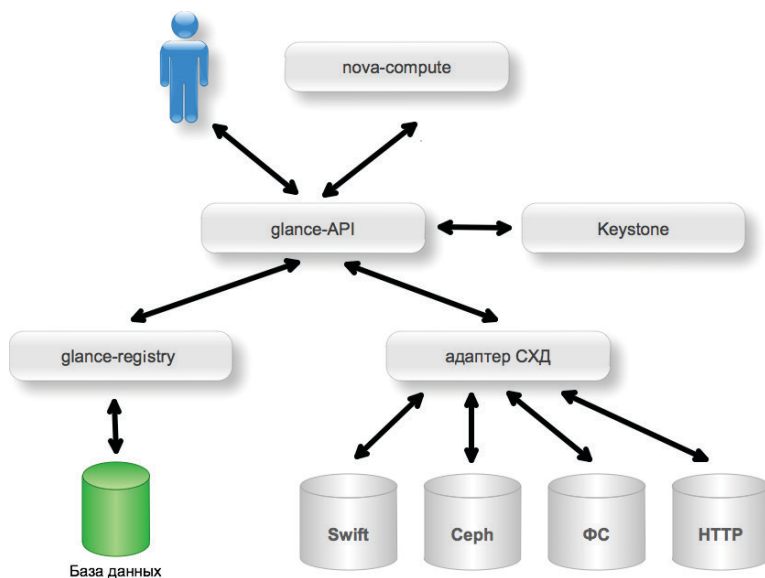 nova-compute
glance-API
Keystone
glance-registry
адаптер СХД
Swift
Ceph
ФС
HTTP
База данных